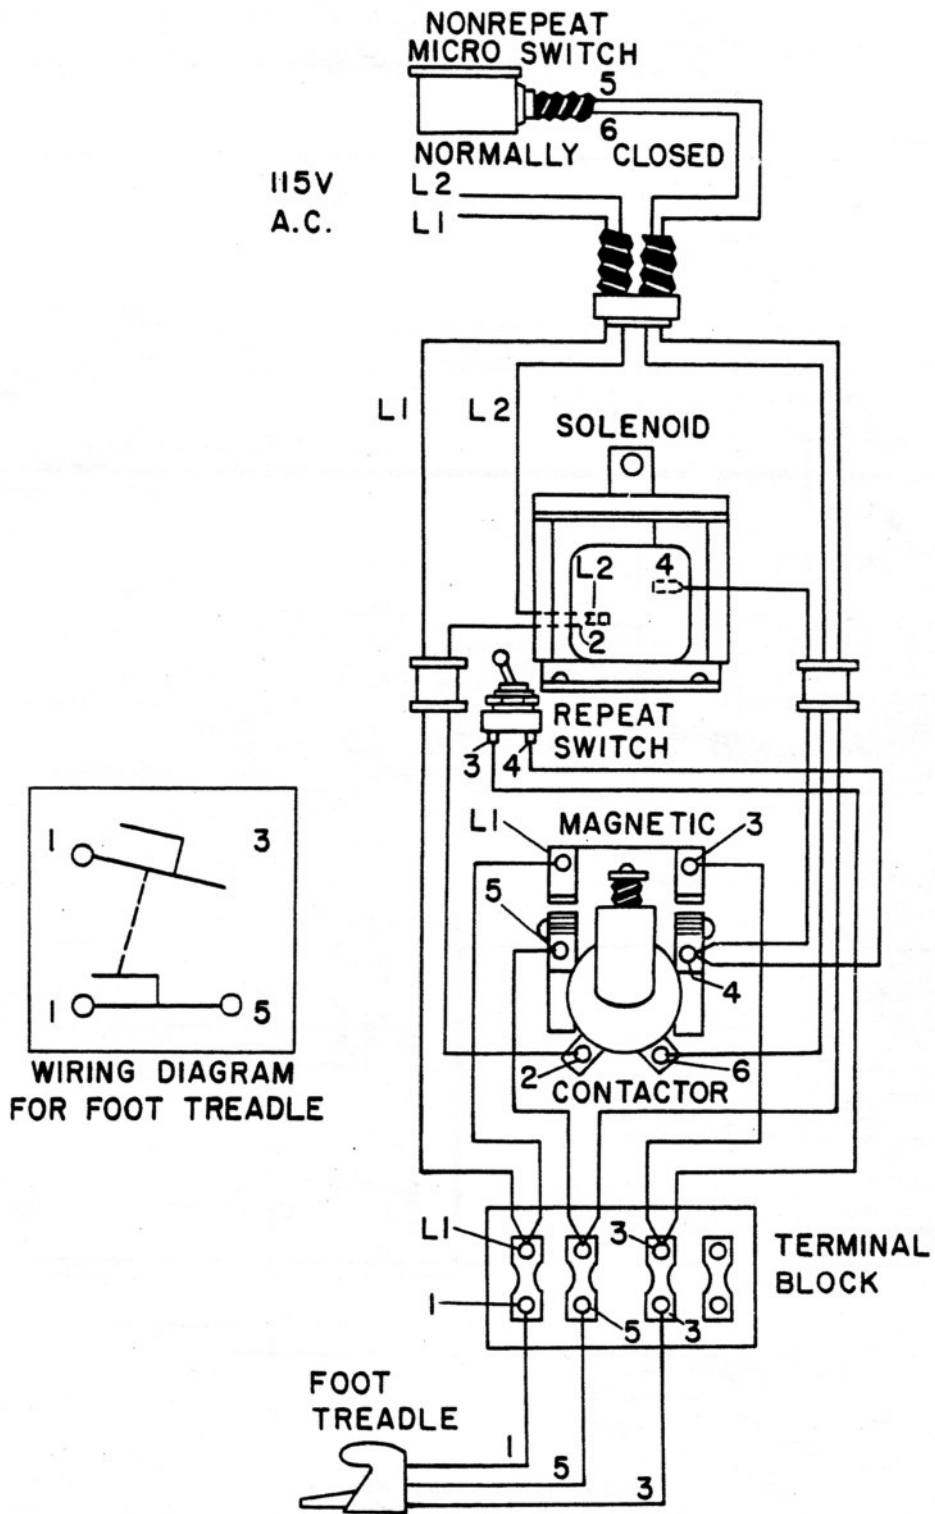 NONREPEAT
MICRO SWITCH
5
6
NORMALLY CLOSED
115V L2
A.C. L1
L1 L2
SOLENOID
L2 4
2
REPEAT
SWITCH
3 4
L1 MAGNETIC 3
5
4
2 6
CONTACTOR
1 3
1 5
WIRING DIAGRAM
FOR FOOT TREADLE
L1 3
TERMINAL
BLOCK
1 5 3
FOOT
TREADLE
1
5
3